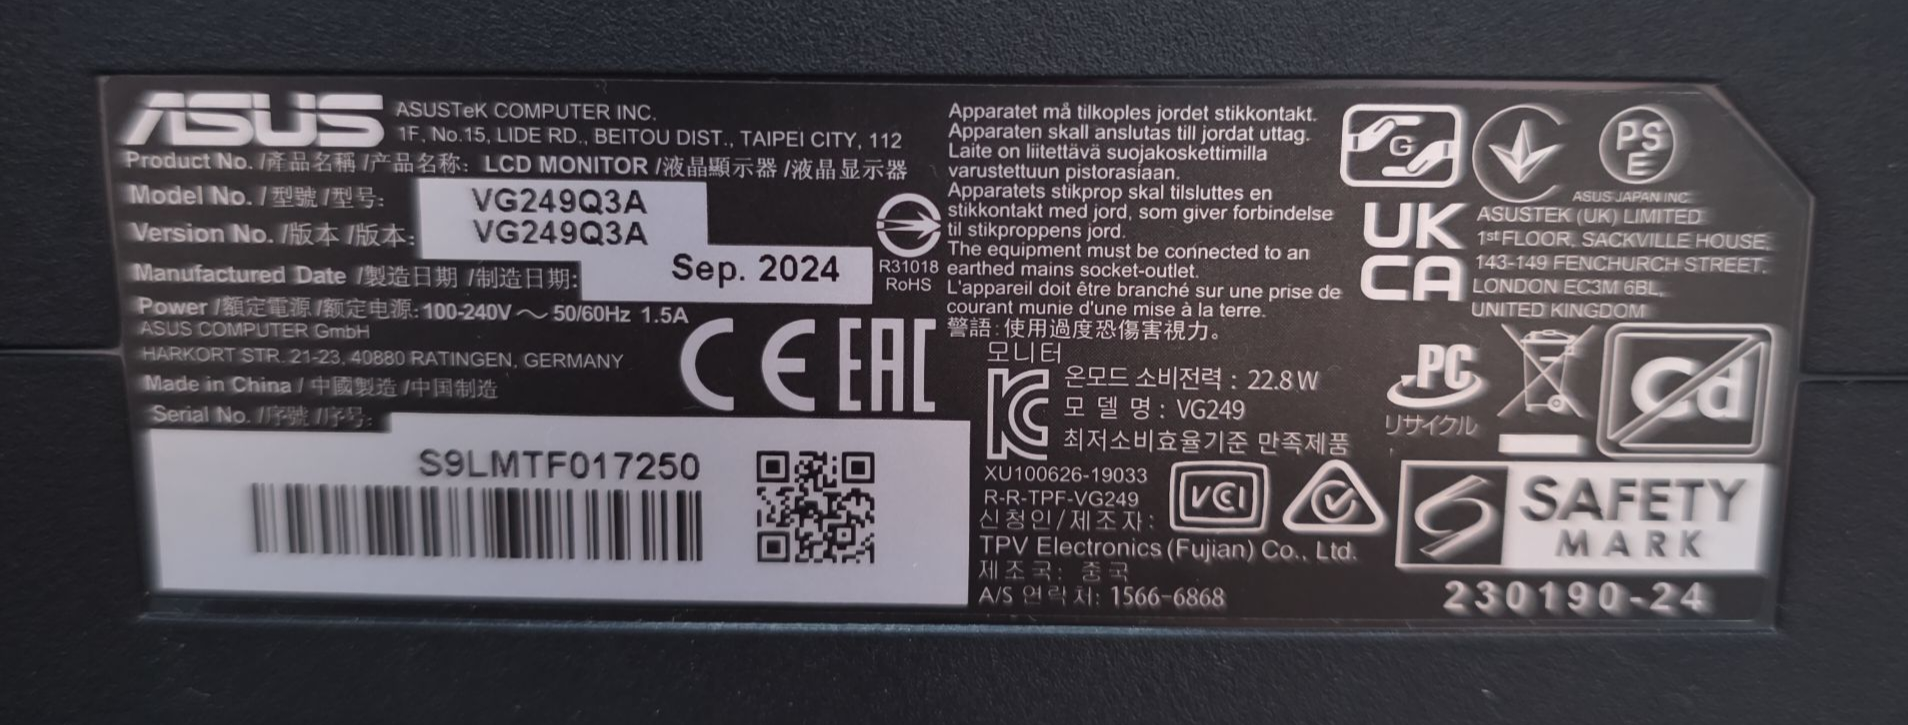 ASUS
ASUSTeK COMPUTER INC.
1F, No.15, LIDE RD., BEITOU DIST., TAIPEI CITY, 112
Product No. /產品名稱 /产品名称: LCD MONITOR /液晶顯示器 /液晶显示器
Model No. /型號 /型号: VG249Q3A
Version No. /版本 /版本: VG249Q3A
Manufactured Date /製造日期 /制造日期: Sep. 2024
Power /額定電源 /额定电源: 100-240V ~ 50/60Hz 1.5A
ASUS COMPUTER GmbH
HARKORT STR. 21-23, 40880 RATINGEN, GERMANY
Made in China / 中國製造 /中国制造
Serial No. /序號 /序号:
S9LMTF017250
CE EAC
R31018
RoHS
Apparatet må tilkoples jordet stikkontakt.
Apparaten skall anslutas till jordat uttag.
Laite on liitettävä suojakoskettimilla
varustettuun pistorasiaan.
Apparatets stikprop skal tilsluttes en
stikkontakt med jord, som giver forbindelse
til stikproppens jord.
The equipment must be connected to an
earthed mains socket-outlet.
L'appareil doit être branché sur une prise de
courant munie d'une mise à la terre.
警語:使用過度恐傷害視力。
모니터
온모드 소비전력 : 22.8W
모 델 명 : VG249
최저소비효율기준 만족제품
XU100626-19033
R-R-TPF-VG249
신청인/제조자:
TPV Electronics (Fujian) Co., Ltd.
제조국: 중국
A/S 연락처: 1566-6868
VCI
G
PS
E
ASUS JAPAN INC.
UK
CA
ASUSTEK (UK) LIMITED
1st FLOOR, SACKVILLE HOUSE,
143-149 FENCHURCH STREET,
LONDON EC3M 6BL,
UNITED KINGDOM
PC
リサイクル
Cd
SAFETY
MARK
230190-24